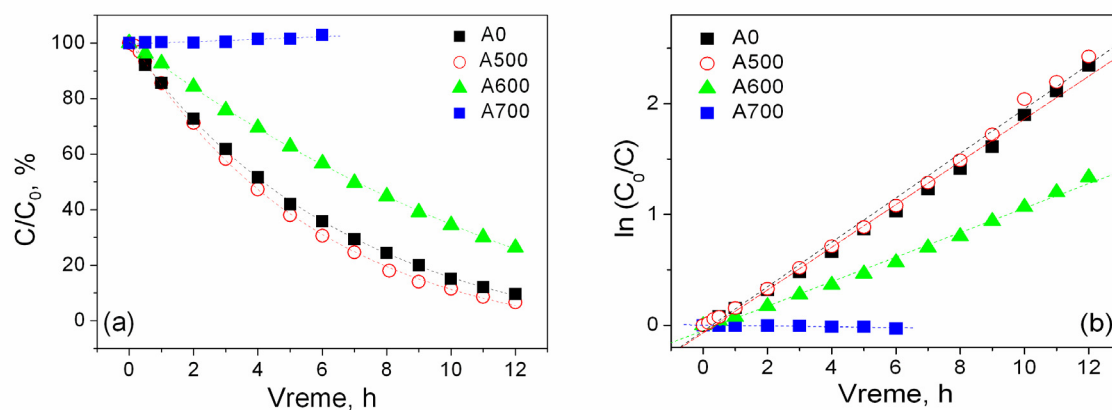 100
80
60
40
20
0
C/C0, %
A0
A500
A600
A700
(a)
0 2 4 6 8 10 12
Vreme, h
2
1
0
ln (C0/C)
A0
A500
A600
A700
(b)
0 2 4 6 8 10 12
Vreme, h